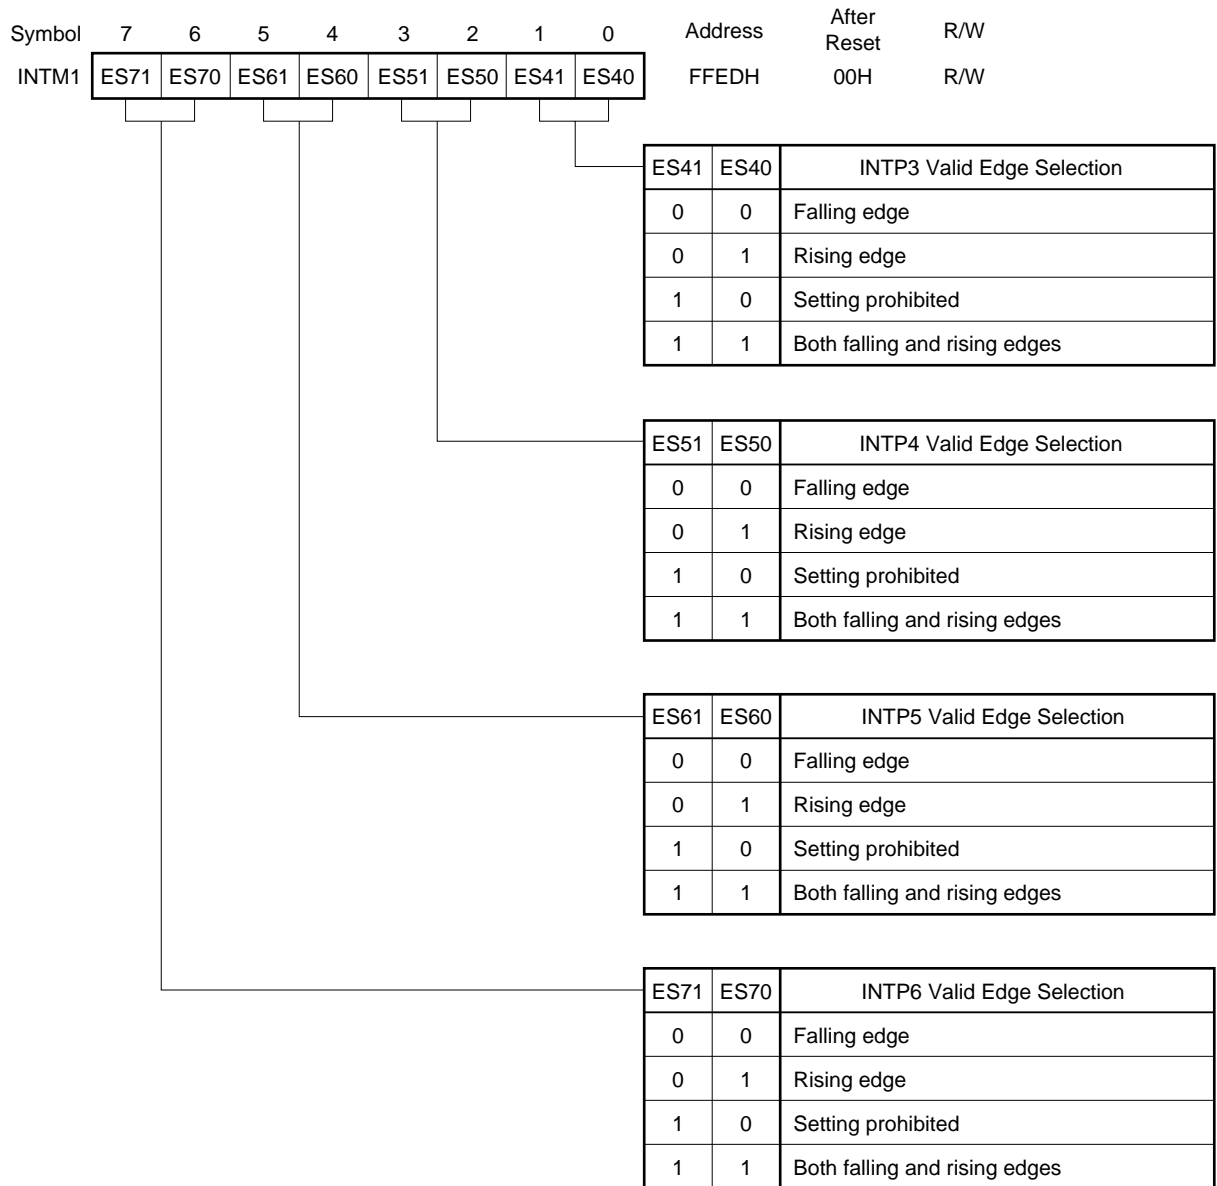 Symbol 7 6 5 4 3 2 1 0 Address After Reset R/W
INTM1 ES71 ES70 ES61 ES60 ES51 ES50 ES41 ES40 FFEDH 00H R/W
ES41 ES40 INTP3 Valid Edge Selection
0 0 Falling edge
0 1 Rising edge
1 0 Setting prohibited
1 1 Both falling and rising edges
ES51 ES50 INTP4 Valid Edge Selection
0 0 Falling edge
0 1 Rising edge
1 0 Setting prohibited
1 1 Both falling and rising edges
ES61 ES60 INTP5 Valid Edge Selection
0 0 Falling edge
0 1 Rising edge
1 0 Setting prohibited
1 1 Both falling and rising edges
ES71 ES70 INTP6 Valid Edge Selection
0 0 Falling edge
0 1 Rising edge
1 0 Setting prohibited
1 1 Both falling and rising edges